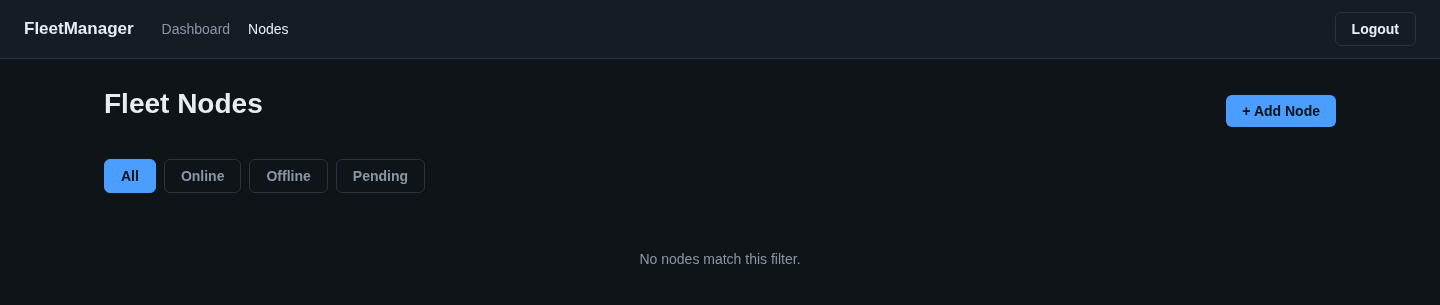 FleetManager Dashboard Nodes Logout
Fleet Nodes
+ Add Node
All Online Offline Pending
No nodes match this filter.